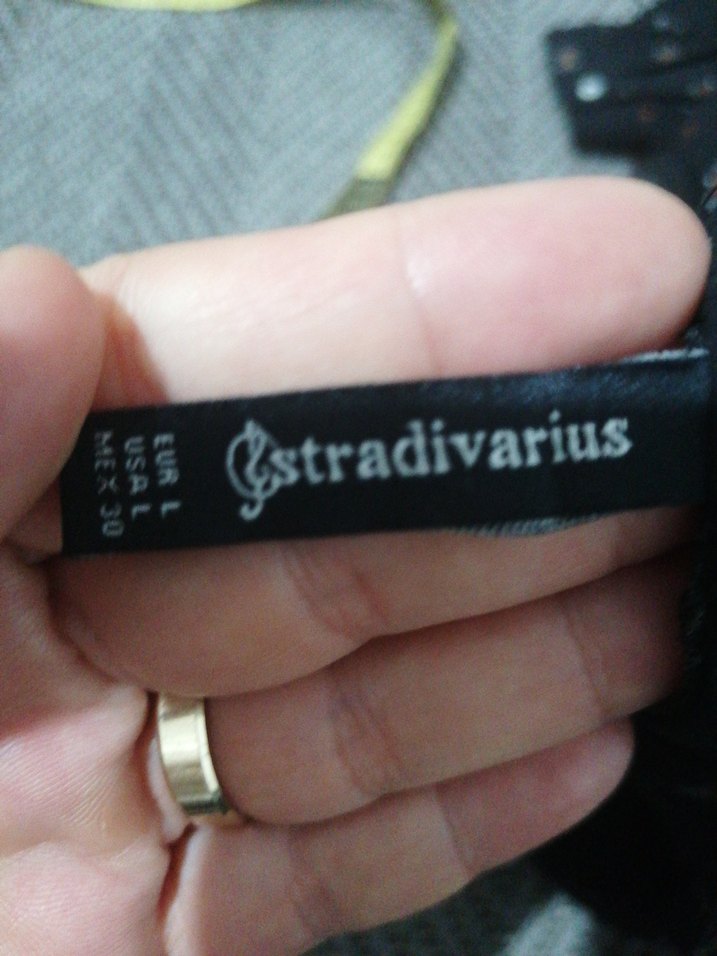 stradivarius
EUR L
USA L
MEX 30